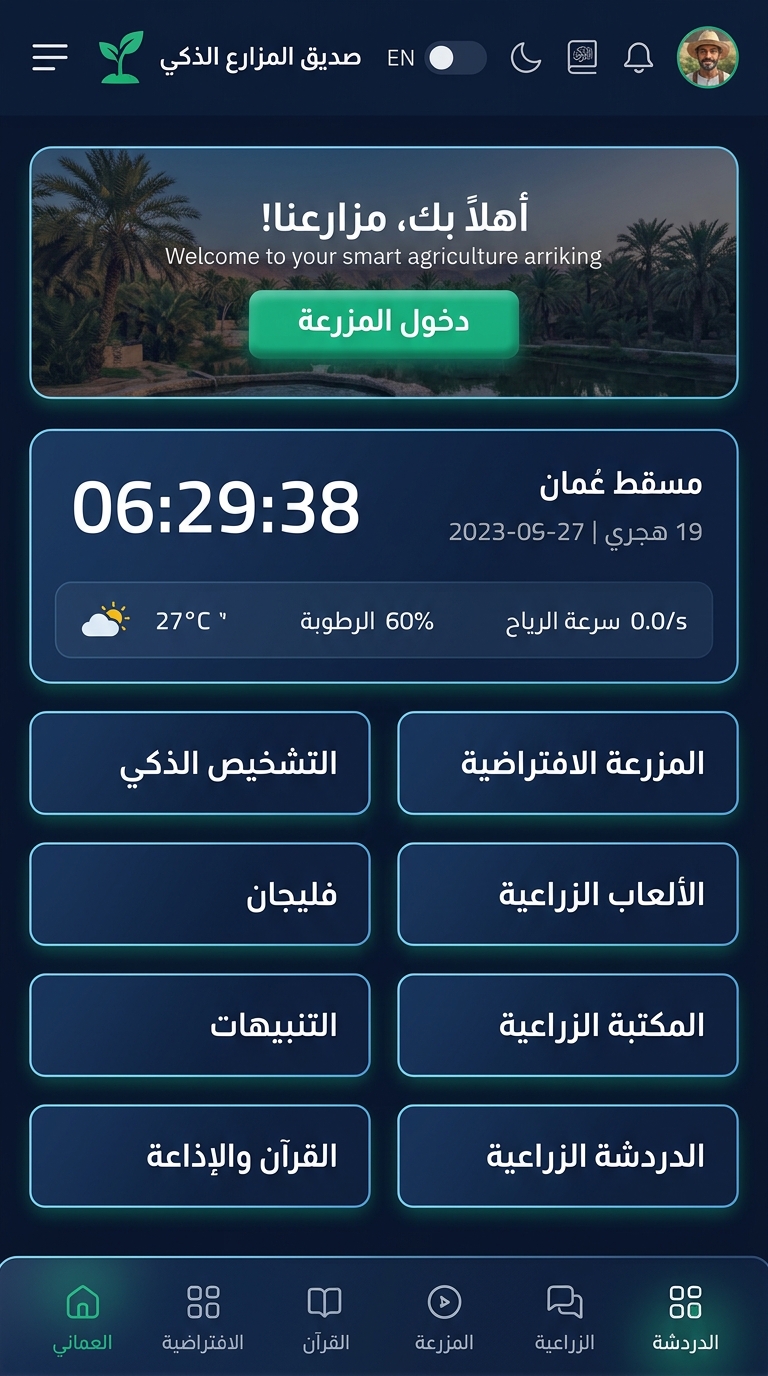 صديق المزارع الذكي
EN
أهلاً بك، مزارعنا!
Welcome to your smart agriculture arriking
دخول المزرعة
مسقط عُمان
06:29:38
19 هجري | 27-05-2023
0.0/s سرعة الرياح
60% الرطوبة
27°C "
المزرعة الافتراضية
التشخيص الذكي
الألعاب الزراعية
فليجان
المكتبة الزراعية
التنبيهات
الدردشة الزراعية
القرآن والإذاعة
الدردشة
الزراعية
المزرعة
القرآن
الافتراضية
العماني